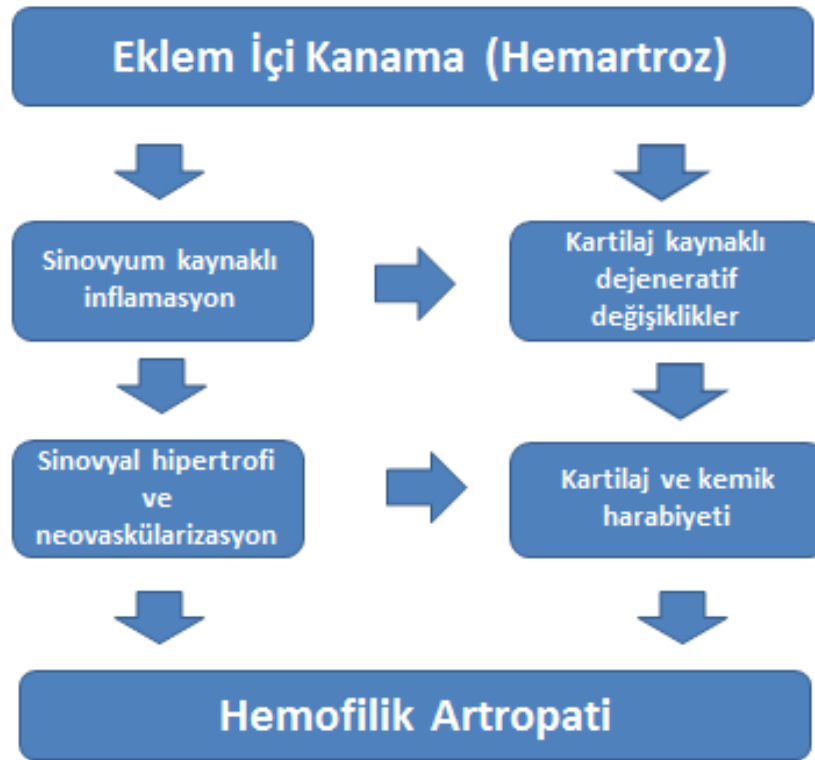 Eklem İçi Kanama (Hemartroz)
Sinovyum kaynaklı
inflamasyon
Kartilaj kaynaklı
dejeneratif
değişiklikler
Sinovyal hipertrofi
ve
neovaskülarizasyon
Kartilaj ve kemik
harabiyeti
Hemofilik Artropati